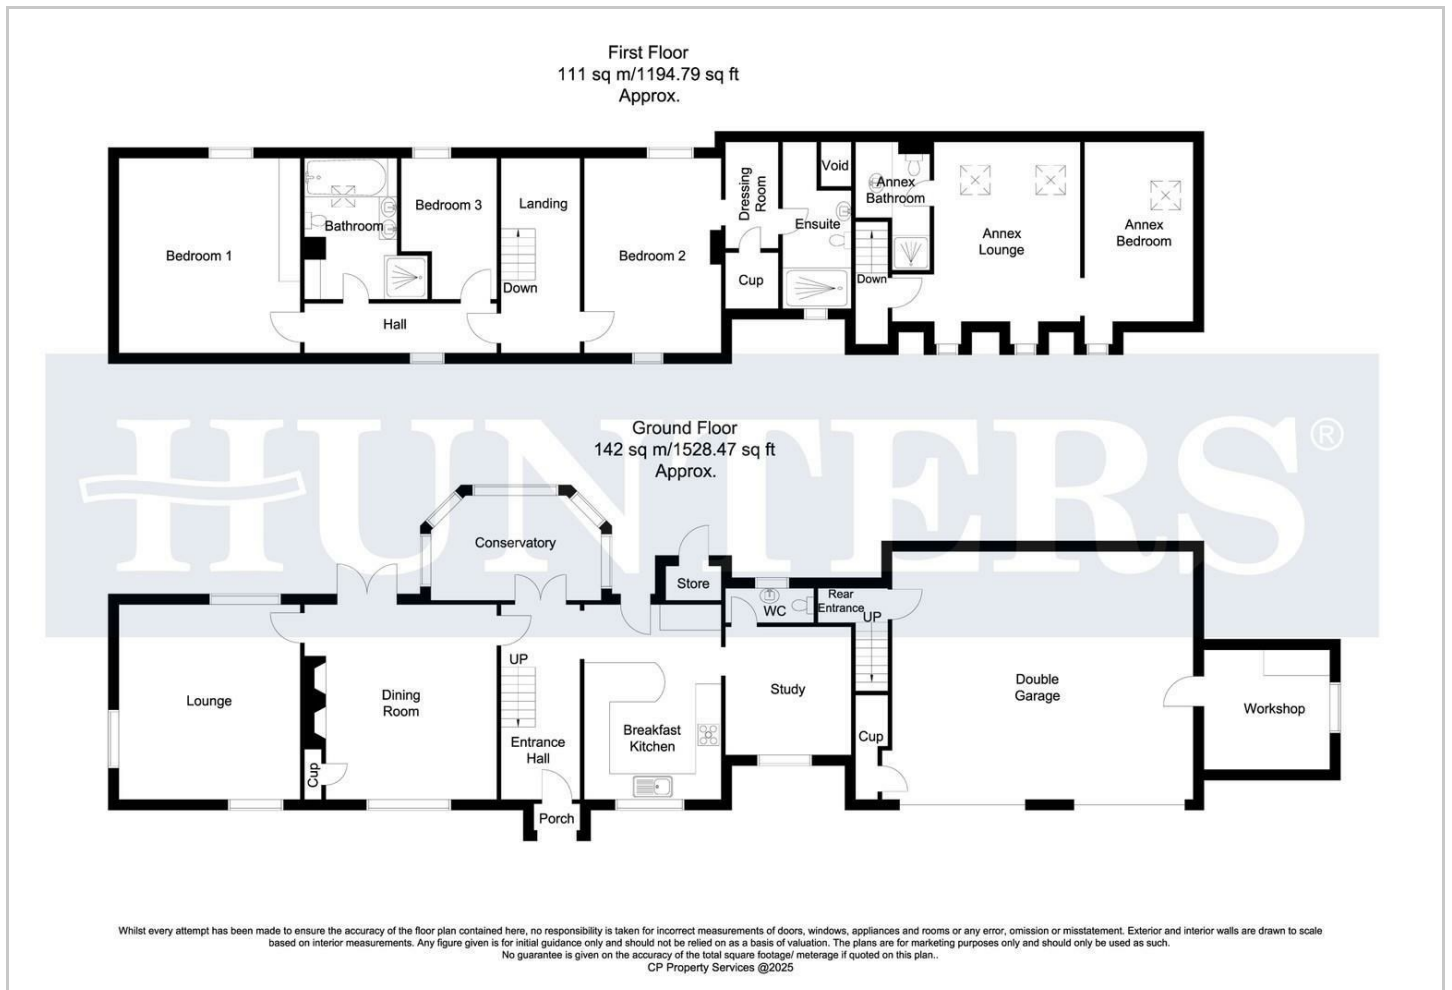 First Floor
111 sq m/1194.79 sq ft
Approx.
Bedroom 1
Bathroom
Bedroom 3
Landing
Down
Hall
Bedroom 2
Dressing
Room
Cup
Void
Ensuite
Annex
Bathroom
Down
Annex
Lounge
Annex
Bedroom
HUNTERS®
Ground Floor
142 sq m/1528.47 sq ft
Approx.
Conservatory
Store
WC
Rear
Entrance
UP
Lounge
Dining
Room
Cup
UP
Entrance
Hall
Porch
Breakfast
Kitchen
Study
Cup
Double
Garage
Workshop
Whilst every attempt has been made to ensure the accuracy of the floor plan contained here, no responsibility is taken for incorrect measurements of doors, windows, appliances and rooms or any error, omission or misstatement. Exterior and interior walls are drawn to scale
based on interior measurements. Any figure given is for initial guidance only and should not be relied on as a basis of valuation. The plans are for marketing purposes only and should only be used as such.
No guarantee is given on the accuracy of the total square footage/ meterage if quoted on this plan..
CP Property Services @2025